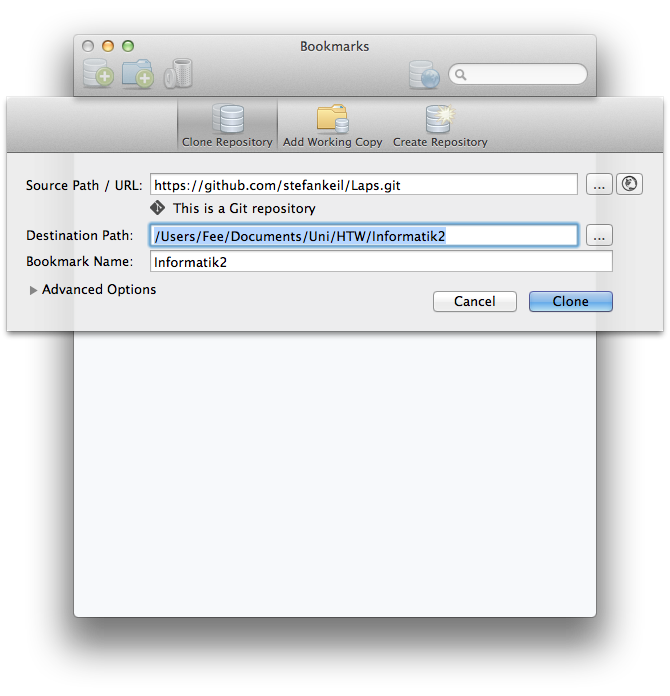 Bookmarks
Clone Repository
Add Working Copy
Create Repository
Source Path / URL:
https://github.com/stefankeil/Laps.git
...
This is a Git repository
Destination Path:
/Users/Fee/Documents/Uni/HTW/Informatik2
...
Bookmark Name:
Informatik2
Advanced Options
Cancel
Clone